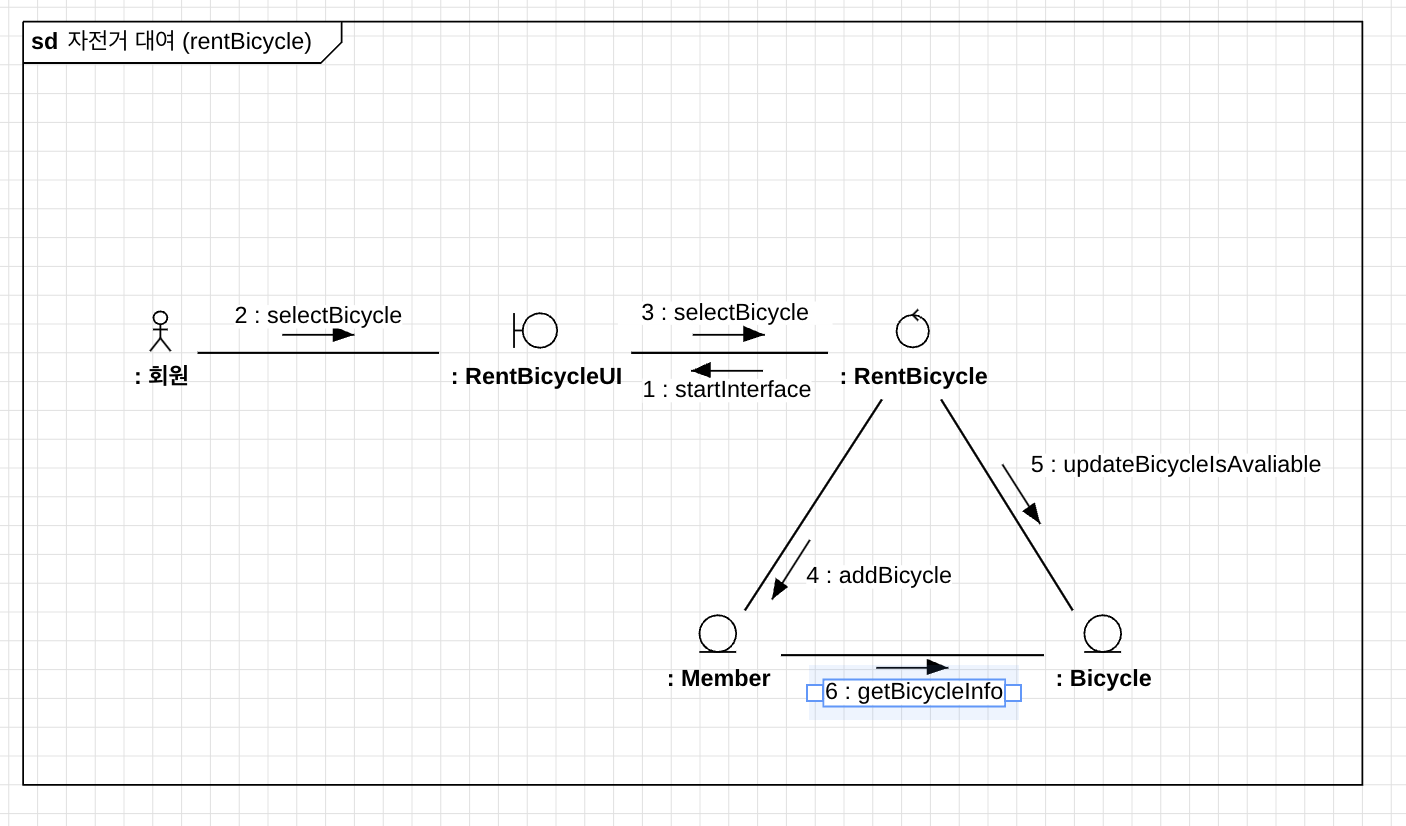 sd 자전거 대여 (rentBicycle)
2 : selectBicycle
3 : selectBicycle
: 회원
: RentBicycleUI
1 : startInterface
: RentBicycle
5 : updateBicycleIsAvaliable
4 : addBicycle
: Member
6 : getBicycleInfo
: Bicycle